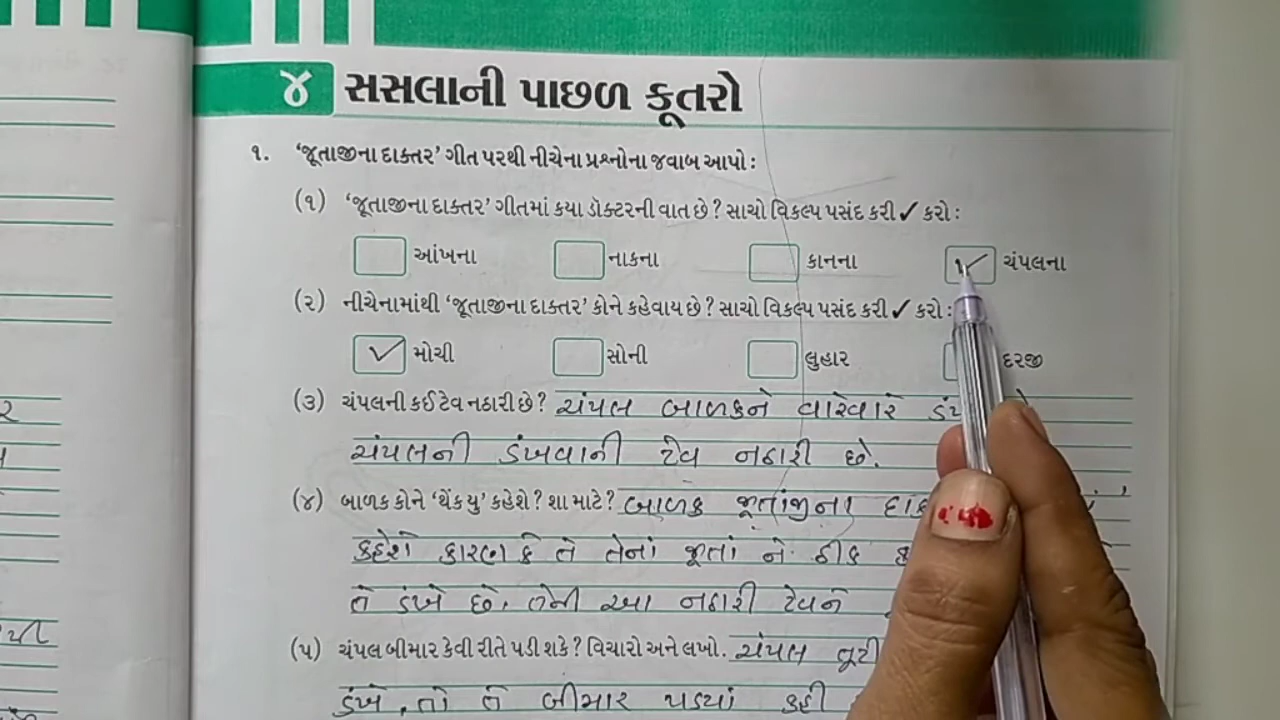 ૪ સસલાની પાછળ કૂતરો
૧. ‘જૂતાજીના દાક્તર’ ગીત પરથી નીચેના પ્રશ્નોના જવાબ આપો :
(૧) ‘જૂતાજીના દાક્તર’ ગીતમાં કયા ડૉક્ટરની વાત છે ? સાચો વિકલ્પ પસંદ કરી ✓ કરો :
આંખના નાકના કાનના ✓ ચંપલના
(૨) નીચેનામાંથી ‘જૂતાજીના દાક્તર’ કોને કહેવાય છે ? સાચો વિકલ્પ પસંદ કરી ✓ કરો :
✓ મોચી સોની લુહાર દરજી
(૩) ચંપલની કઈ ટેવ નઠારી છે ? ચંપલ બાળકને વારેવારે
ચંપલની ડંખવાની ટેવ નઠારી છે.
(૪) બાળક કોને ‘થૅંક યુ’ કહેશે ? શા માટે ? બાળક જૂતાંજીના
કહેશે કારણ કે તે તેનાં જૂતાં ને ઠીક
તે ડંખે છે, તેની આ નઠારી ટેવને
(૫) ચંપલ બીમાર કેવી રીતે પડી શકે ? વિચારો અને લખો. ચંપલ તૂટી
ડંખે, તો તે બીમાર પડ્યાં કહી